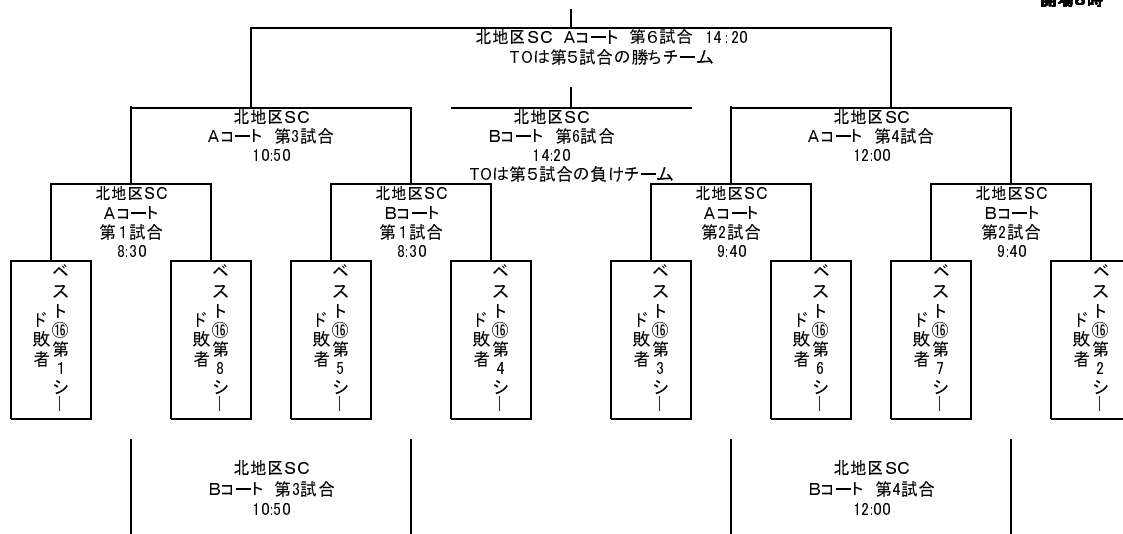 開場8時
北地区SC Aコート 第6試合 14:20
TOは第5試合の勝ちチーム
北地区SC
Aコート 第3試合
10:50
北地区SC
Bコート 第6試合
14:20
TOは第5試合の負けチーム
北地区SC
Aコート 第4試合
12:00
北地区SC
Aコート
第1試合
8:30
北地区SC
Bコート
第1試合
8:30
北地区SC
Aコート
第2試合
9:40
北地区SC
Bコート
第2試合
9:40
ベスト⑯第1シー
ド敗者
ベスト⑯第8シー
ド敗者
ベスト⑯第5シー
ド敗者
ベスト⑯第4シー
ド敗者
ベスト⑯第3シー
ド敗者
ベスト⑯第6シー
ド敗者
ベスト⑯第7シー
ド敗者
ベスト⑯第2シー
ド敗者
北地区SC
Bコート 第3試合
10:50
北地区SC
Bコート 第4試合
12:00